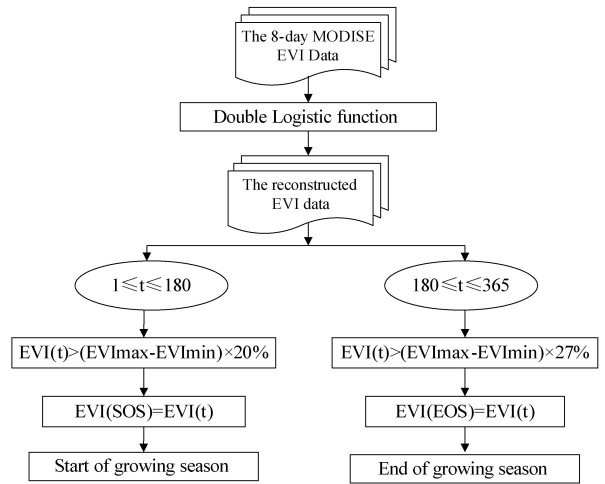 The 8-day MODISE
EVI Data
Double Logistic function
The reconstructed
EVI data
1≤t≤180
180≤t≤365
EVI(t)>(EVImax-EVImin)×20%
EVI(t)>(EVImax-EVImin)×27%
EVI(SOS)=EVI(t)
EVI(EOS)=EVI(t)
Start of growing season
End of growing season